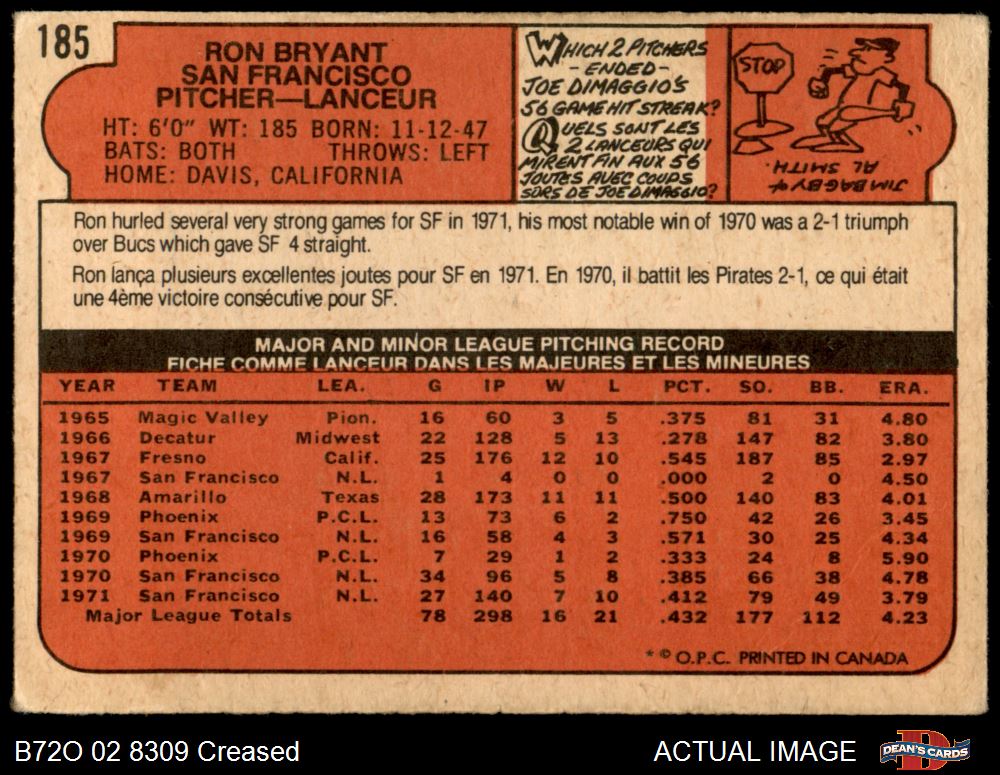 185
RON BRYANT
SAN FRANCISCO
PITCHER—LANCEUR
HT: 6'0" WT: 185 BORN: 11-12-47
BATS: BOTH THROWS: LEFT
HOME: DAVIS, CALIFORNIA
WHICH 2 PITCHERS
- ENDED -
JOE DIMAGGIO'S
56 GAME HIT STREAK?
QUELS SONT LES
2 LANCEURS QUI
MIRENT FIN AUX 56
JOUTES AVEC COUPS
SÛRS DE JOE DIMAGGIO?
STOP
JIM BAGBY &
AL SMITH.
Ron hurled several very strong games for SF in 1971, his most notable win of 1970 was a 2-1 triumph
over Bucs which gave SF 4 straight.
Ron lança plusieurs excellentes joutes pour SF en 1971. En 1970, il battit les Pirates 2-1, ce qui était
une 4ème victoire consécutive pour SF.
MAJOR AND MINOR LEAGUE PITCHING RECORD
FICHE COMME LANCEUR DANS LES MAJEURES ET LES MINEURES
YEAR TEAM LEA. G IP W L PCT. SO. BB. ERA.
1965 Magic Valley Pion. 16 60 3 5 .375 81 31 4.80
1966 Decatur Midwest 22 128 5 13 .278 147 82 3.80
1967 Fresno Calif. 25 176 12 10 .545 187 85 2.97
1967 San Francisco N.L. 1 4 0 0 .000 2 0 4.50
1968 Amarillo Texas 28 173 11 11 .500 140 83 4.01
1969 Phoenix P.C.L. 13 73 6 2 .750 42 26 3.45
1969 San Francisco N.L. 16 58 4 3 .571 30 25 4.34
1970 Phoenix P.C.L. 7 29 1 2 .333 24 8 5.90
1970 San Francisco N.L. 34 96 5 8 .385 66 38 4.78
1971 San Francisco N.L. 27 140 7 10 .412 79 49 3.79
Major League Totals 78 298 16 21 .432 177 112 4.23
* © O.P.C. PRINTED IN CANADA
B72O 02 8309 Creased
ACTUAL IMAGE
DEAN'S CARDS